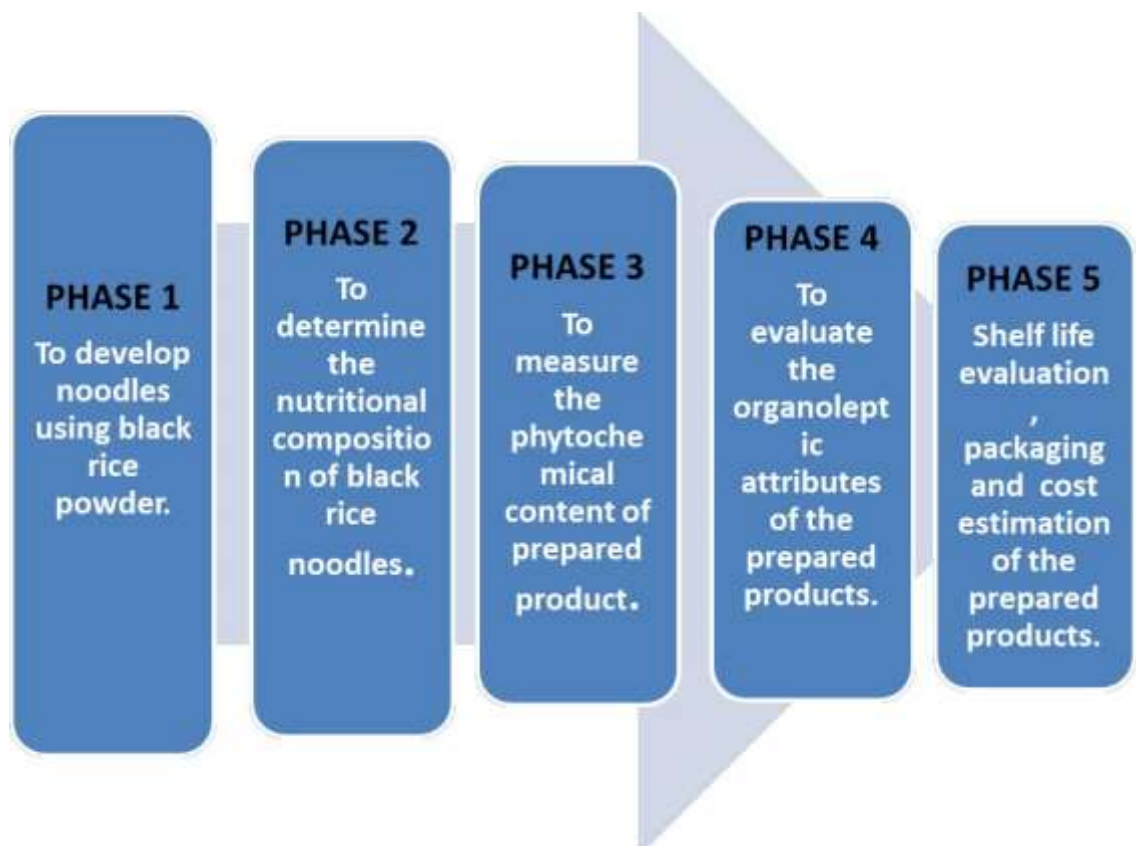 PHASE 1
To develop
noodles
using black
rice
powder.
PHASE 2
To
determine
the
nutritional
compositio
n of black
rice
noodles.
PHASE 3
To
measure
the
phytoche
mical
content of
prepared
product.
PHASE 4
To
evaluate
the
organolept
ic
attributes
of the
prepared
products.
PHASE 5
Shelf life
evaluation
,
packaging
and cost
estimation
of the
prepared
products.